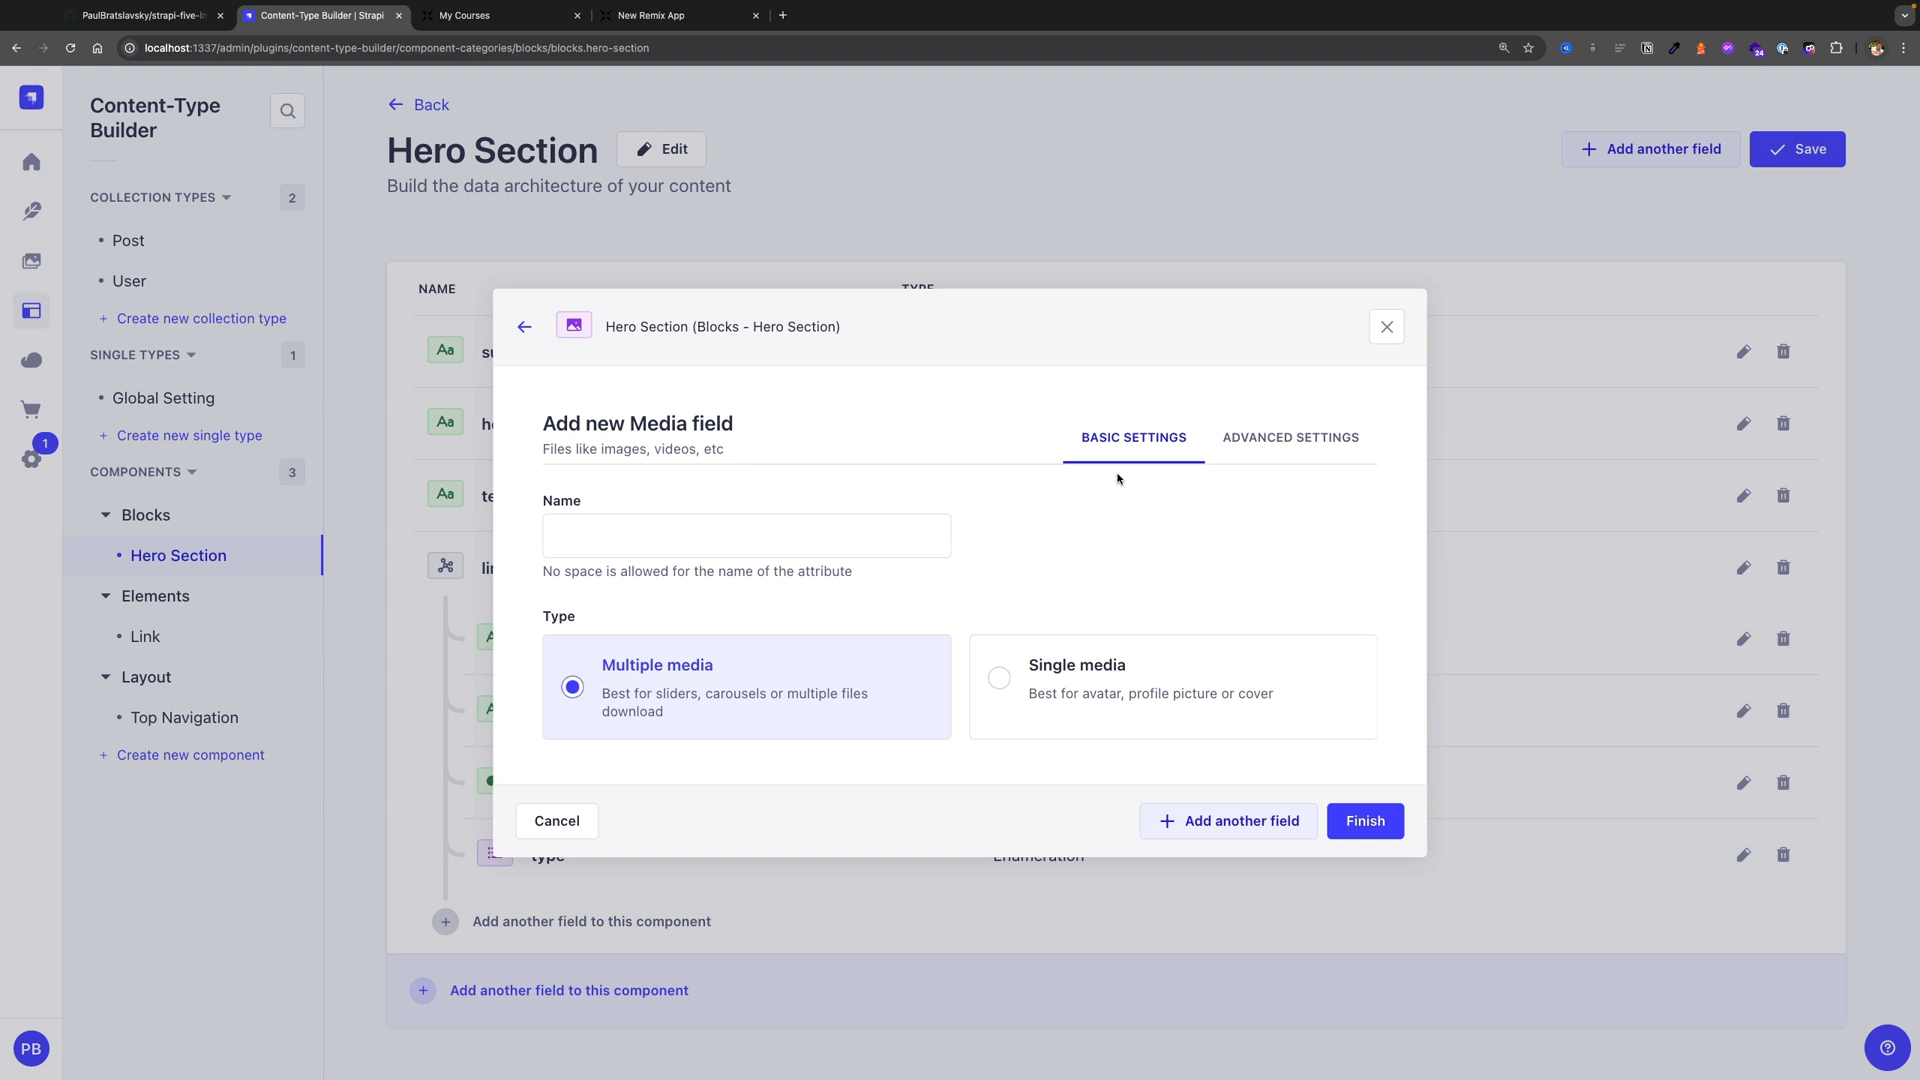 PaulBratslavsky/strapi-five-In
Content-Type Builder | Strapi
My Courses
New Remix App
localhost:1337/admin/plugins/content-type-builder/component-categories/blocks/blocks.hero-section
24
Content-Type
Builder
COLLECTION TYPES
2
Post
User
+ Create new collection type
SINGLE TYPES
1
Global Setting
+ Create new single type
1
COMPONENTS
3
Blocks
Hero Section
Elements
Link
Layout
Top Navigation
+ Create new component
PB
← Back
Hero Section
Edit
Build the data architecture of your content
+ Add another field
Save
NAME
TYPE
Aa
Aa
Aa
type
Enumeration
Hero Section (Blocks - Hero Section)
Add new Media field
Files like images, videos, etc
BASIC SETTINGS
ADVANCED SETTINGS
Name
No space is allowed for the name of the attribute
Type
Multiple media
Best for sliders, carousels or multiple files
download
Single media
Best for avatar, profile picture or cover
Cancel
+ Add another field
Finish
+ Add another field to this component
+ Add another field to this component